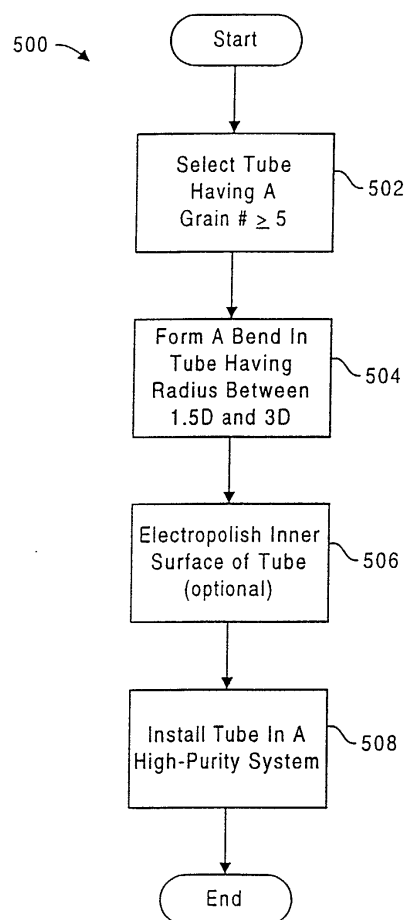 500
Start
Select Tube
Having A
Grain # ≥ 5
502
Form A Bend In
Tube Having
Radius Between
1.5D and 3D
504
Electropolish Inner
Surface of Tube
(optional)
506
Install Tube In A
High-Purity System
508
End